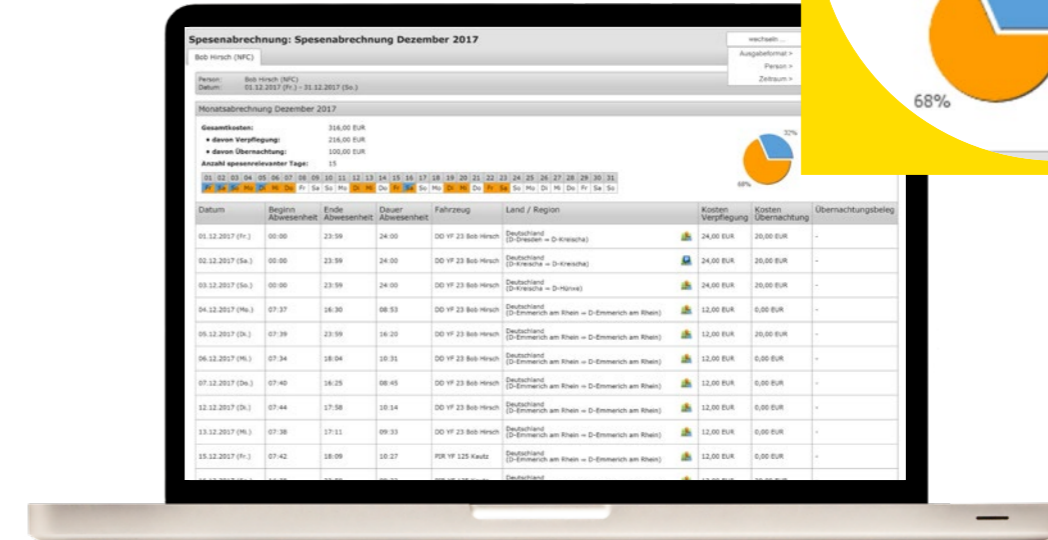 Spesenabrechnung: Spesenabrechnung Dezember 2017
wechseln ...
Ausgabeformat >
Person >
Zeitraum >
Bob Hirsch (NFC)
Person: Bob Hirsch (NFC)
Datum: 01.12.2017 (Fr.) - 31.12.2017 (So.)
Monatsabrechnung Dezember 2017
Gesamtkosten: 316,00 EUR
• davon Verpflegung: 216,00 EUR
• davon Übernachtung: 100,00 EUR
Anzahl spesenrelevanter Tage: 15
32%
68%
68%
01 02 03 04 05 06 07 08 09 10 11 12 13 14 15 16 17 18 19 20 21 22 23 24 25 26 27 28 29 30 31
Fr Sa So Mo Di Mi Do Fr Sa So Mo Di Mi Do Fr Sa So Mo Di Mi Do Fr Sa So Mo Di Mi Do Fr Sa So
Datum Beginn Abwesenheit Ende Abwesenheit Dauer Abwesenheit Fahrzeug Land / Region Kosten Verpflegung Kosten Übernachtung Übernachtungsbeleg
01.12.2017 (Fr.) 00:00 23:59 24:00 DD YF 23 Bob Hirsch Deutschland (D-Dresden = D-Kreischa) 24,00 EUR 20,00 EUR -
02.12.2017 (Sa.) 00:00 23:59 24:00 DD YF 23 Bob Hirsch Deutschland (D-Kreischa = D-Kreischa) 24,00 EUR 20,00 EUR -
03.12.2017 (So.) 00:00 23:59 24:00 DD YF 23 Bob Hirsch Deutschland (D-Kreischa = D-Hünxe) 24,00 EUR 20,00 EUR -
04.12.2017 (Mo.) 07:37 16:30 08:53 DD YF 23 Bob Hirsch Deutschland (D-Emmerich am Rhein = D-Emmerich am Rhein) 12,00 EUR 0,00 EUR -
05.12.2017 (Di.) 07:39 23:59 16:20 DD YF 23 Bob Hirsch Deutschland (D-Emmerich am Rhein = D-Emmerich am Rhein) 12,00 EUR 20,00 EUR -
06.12.2017 (Mi.) 07:34 18:04 10:31 DD YF 23 Bob Hirsch Deutschland (D-Emmerich am Rhein = D-Emmerich am Rhein) 12,00 EUR 0,00 EUR -
07.12.2017 (Do.) 07:40 16:25 08:45 DD YF 23 Bob Hirsch Deutschland (D-Emmerich am Rhein = D-Emmerich am Rhein) 12,00 EUR 0,00 EUR -
12.12.2017 (Di.) 07:44 17:58 10:14 DD YF 23 Bob Hirsch Deutschland (D-Emmerich am Rhein = D-Emmerich am Rhein) 12,00 EUR 0,00 EUR -
13.12.2017 (Mi.) 07:38 17:11 09:33 DD YF 23 Bob Hirsch Deutschland (D-Emmerich am Rhein = D-Emmerich am Rhein) 12,00 EUR 0,00 EUR -
15.12.2017 (Fr.) 07:42 18:09 10:27 PIR YF 125 Kautz Deutschland (D-Emmerich am Rhein = D-Emmerich am Rhein) 12,00 EUR 0,00 EUR -
Deutschland